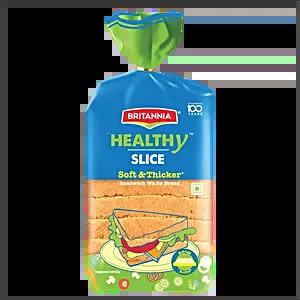 100
YEARS
BRITANNIA
HEALTHY
SLICE
Soft & Thicker*
Sandwich White Bread